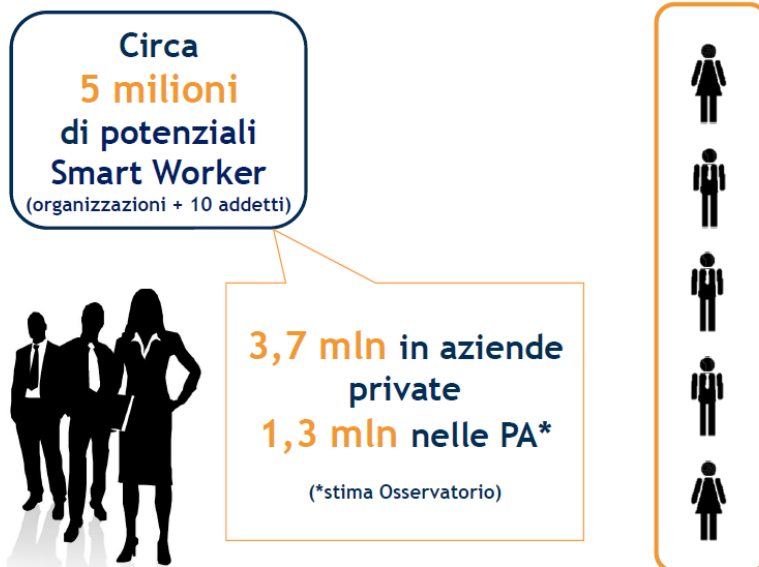 Circa
5 milioni
di potenziali
Smart Worker
(organizzazioni + 10 addetti)
3,7 mln in aziende
private
1,3 mln nelle PA*
(*stima Osservatorio)